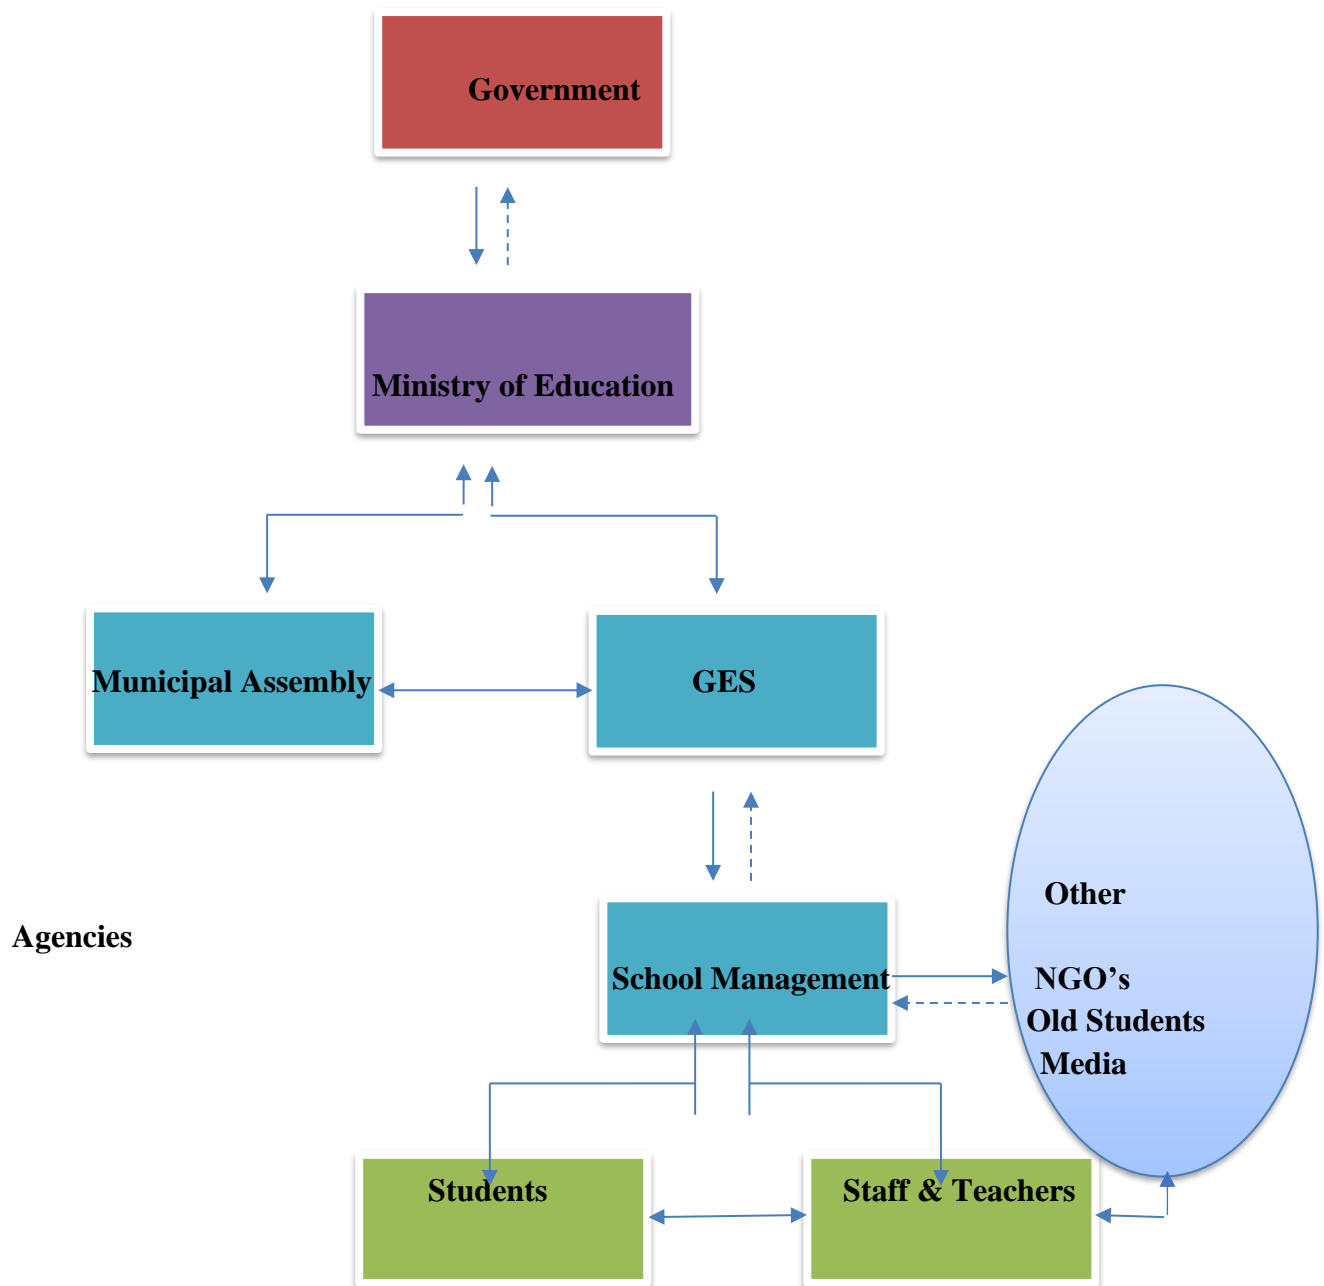 Government
Ministry of Education
Municipal Assembly
GES
Other
Agencies
School Management
NGO’s
Old Students
Media
Students
Staff & Teachers